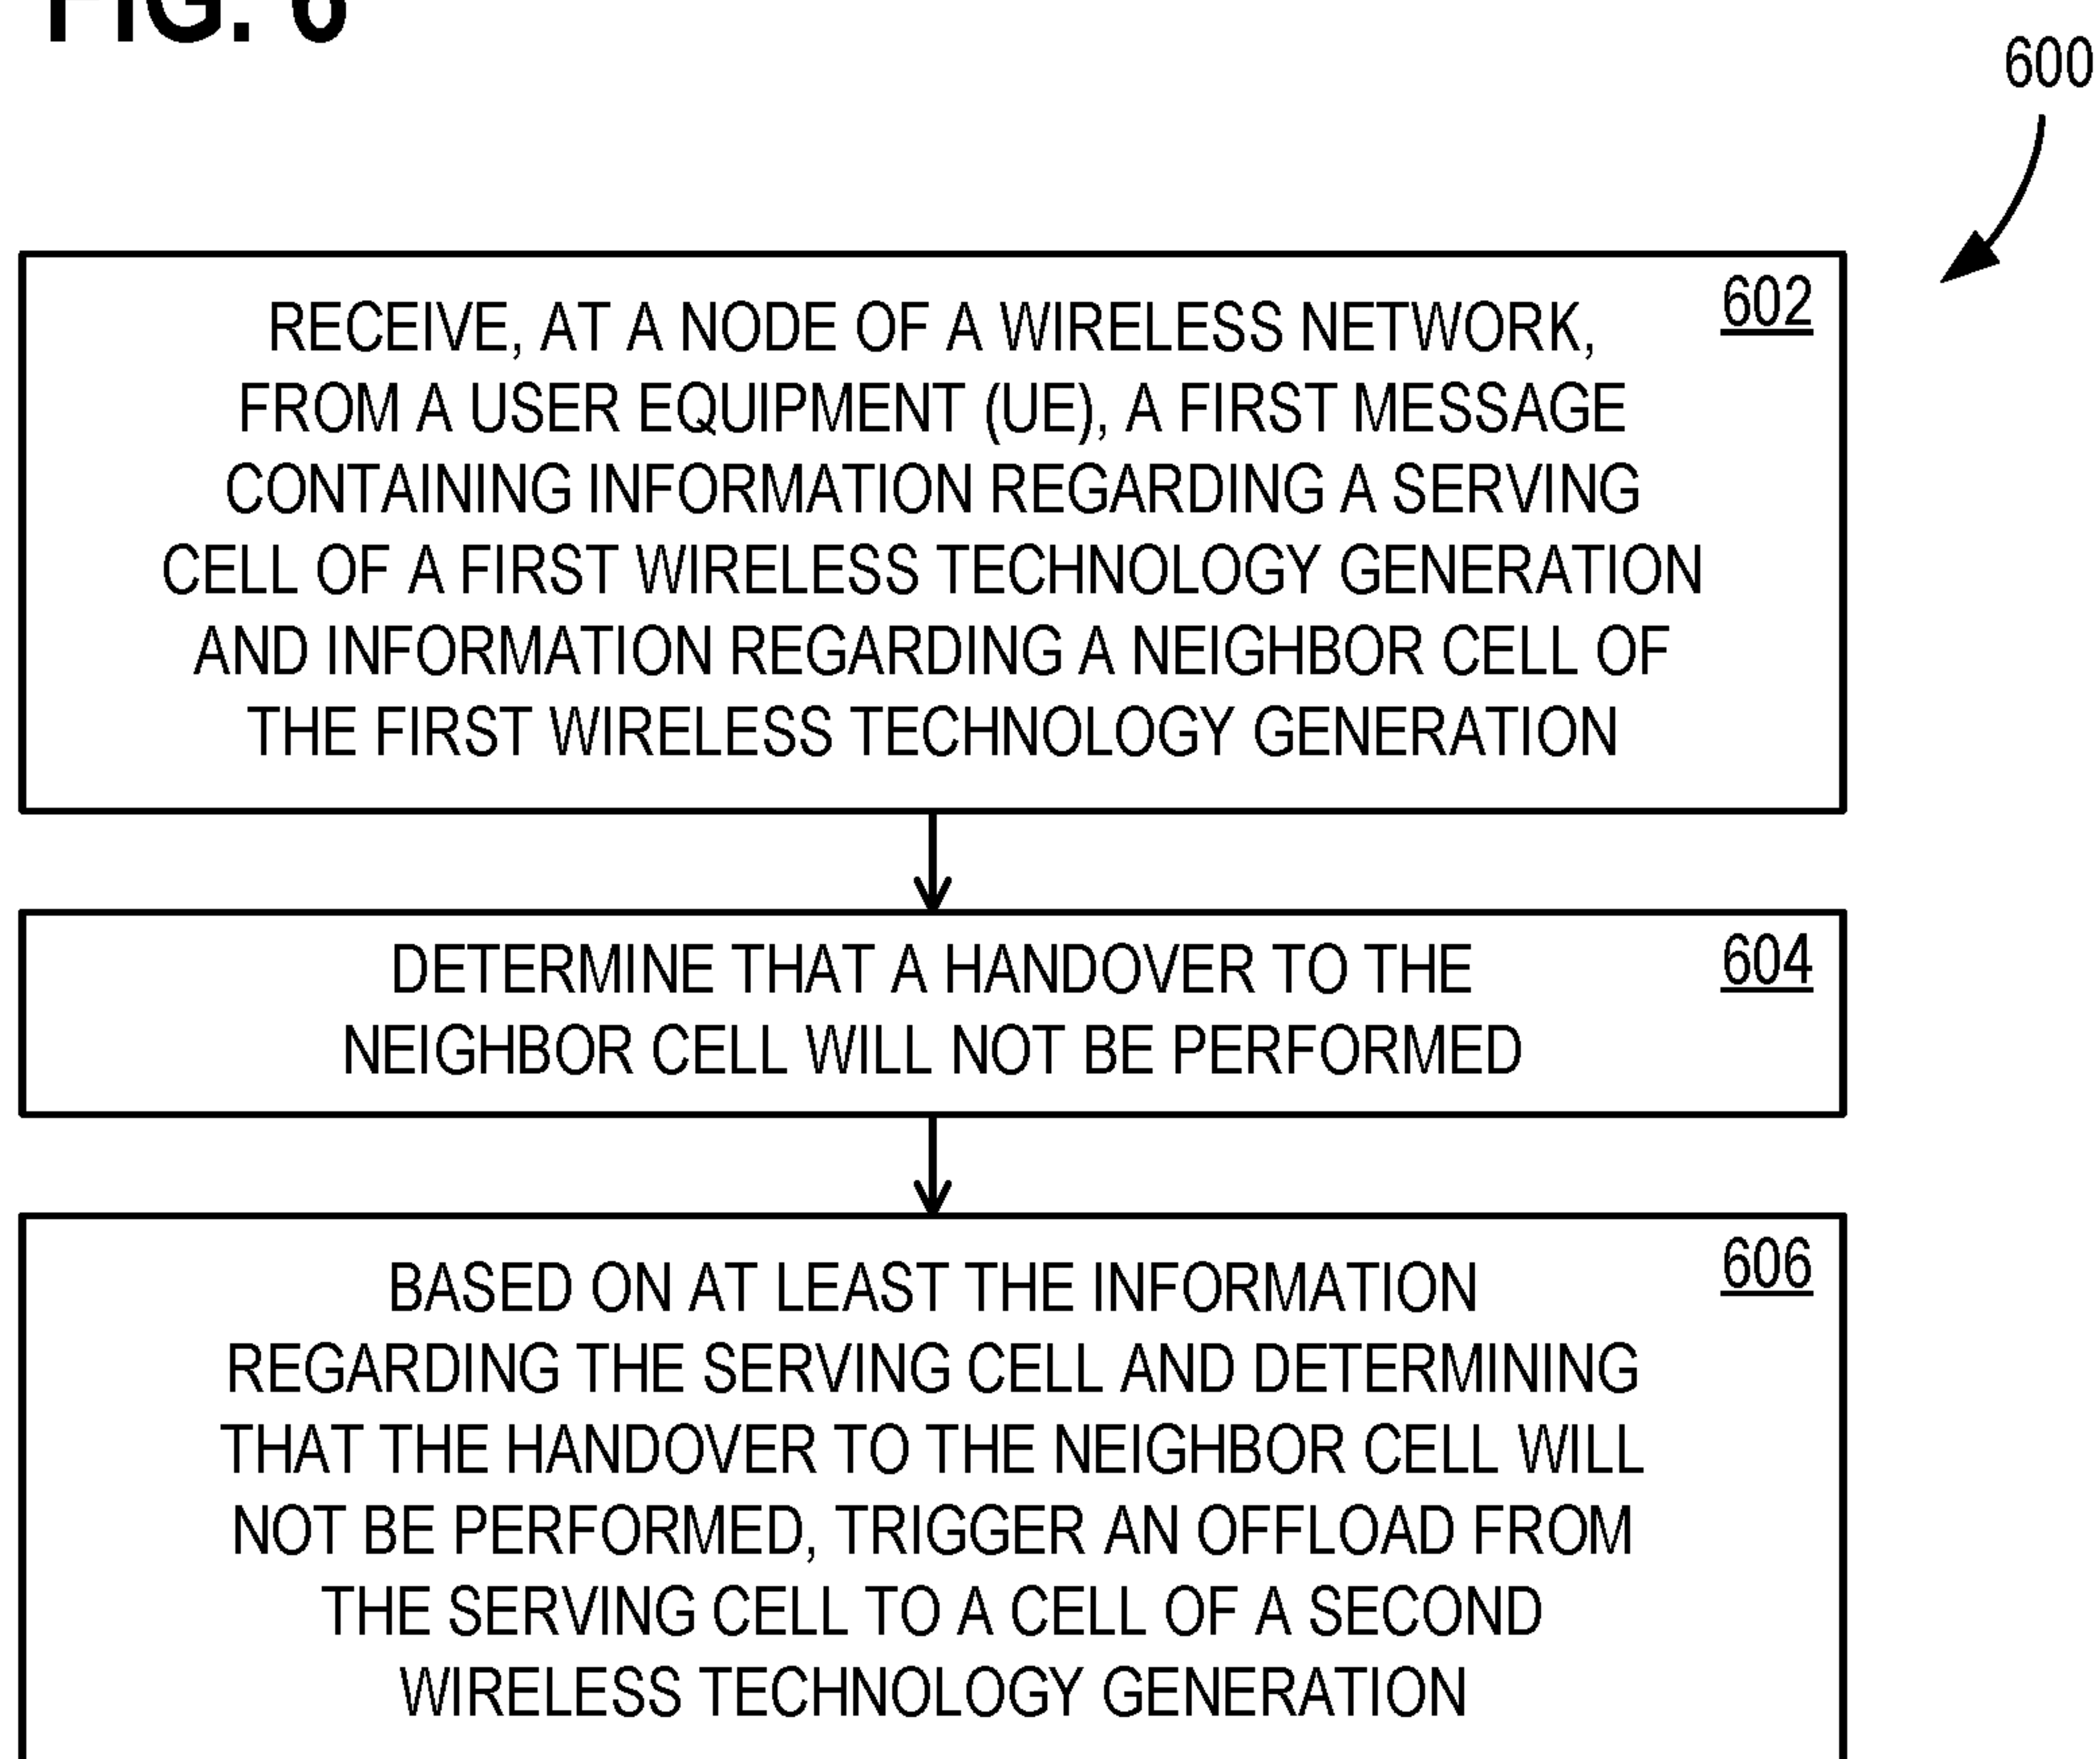 FIG. 6
600
602
RECEIVE, AT A NODE OF A WIRELESS NETWORK,
FROM A USER EQUIPMENT (UE), A FIRST MESSAGE
CONTAINING INFORMATION REGARDING A SERVING
CELL OF A FIRST WIRELESS TECHNOLOGY GENERATION
AND INFORMATION REGARDING A NEIGHBOR CELL OF
THE FIRST WIRELESS TECHNOLOGY GENERATION
604
DETERMINE THAT A HANDOVER TO THE
NEIGHBOR CELL WILL NOT BE PERFORMED
606
BASED ON AT LEAST THE INFORMATION
REGARDING THE SERVING CELL AND DETERMINING
THAT THE HANDOVER TO THE NEIGHBOR CELL WILL
NOT BE PERFORMED, TRIGGER AN OFFLOAD FROM
THE SERVING CELL TO A CELL OF A SECOND
WIRELESS TECHNOLOGY GENERATION